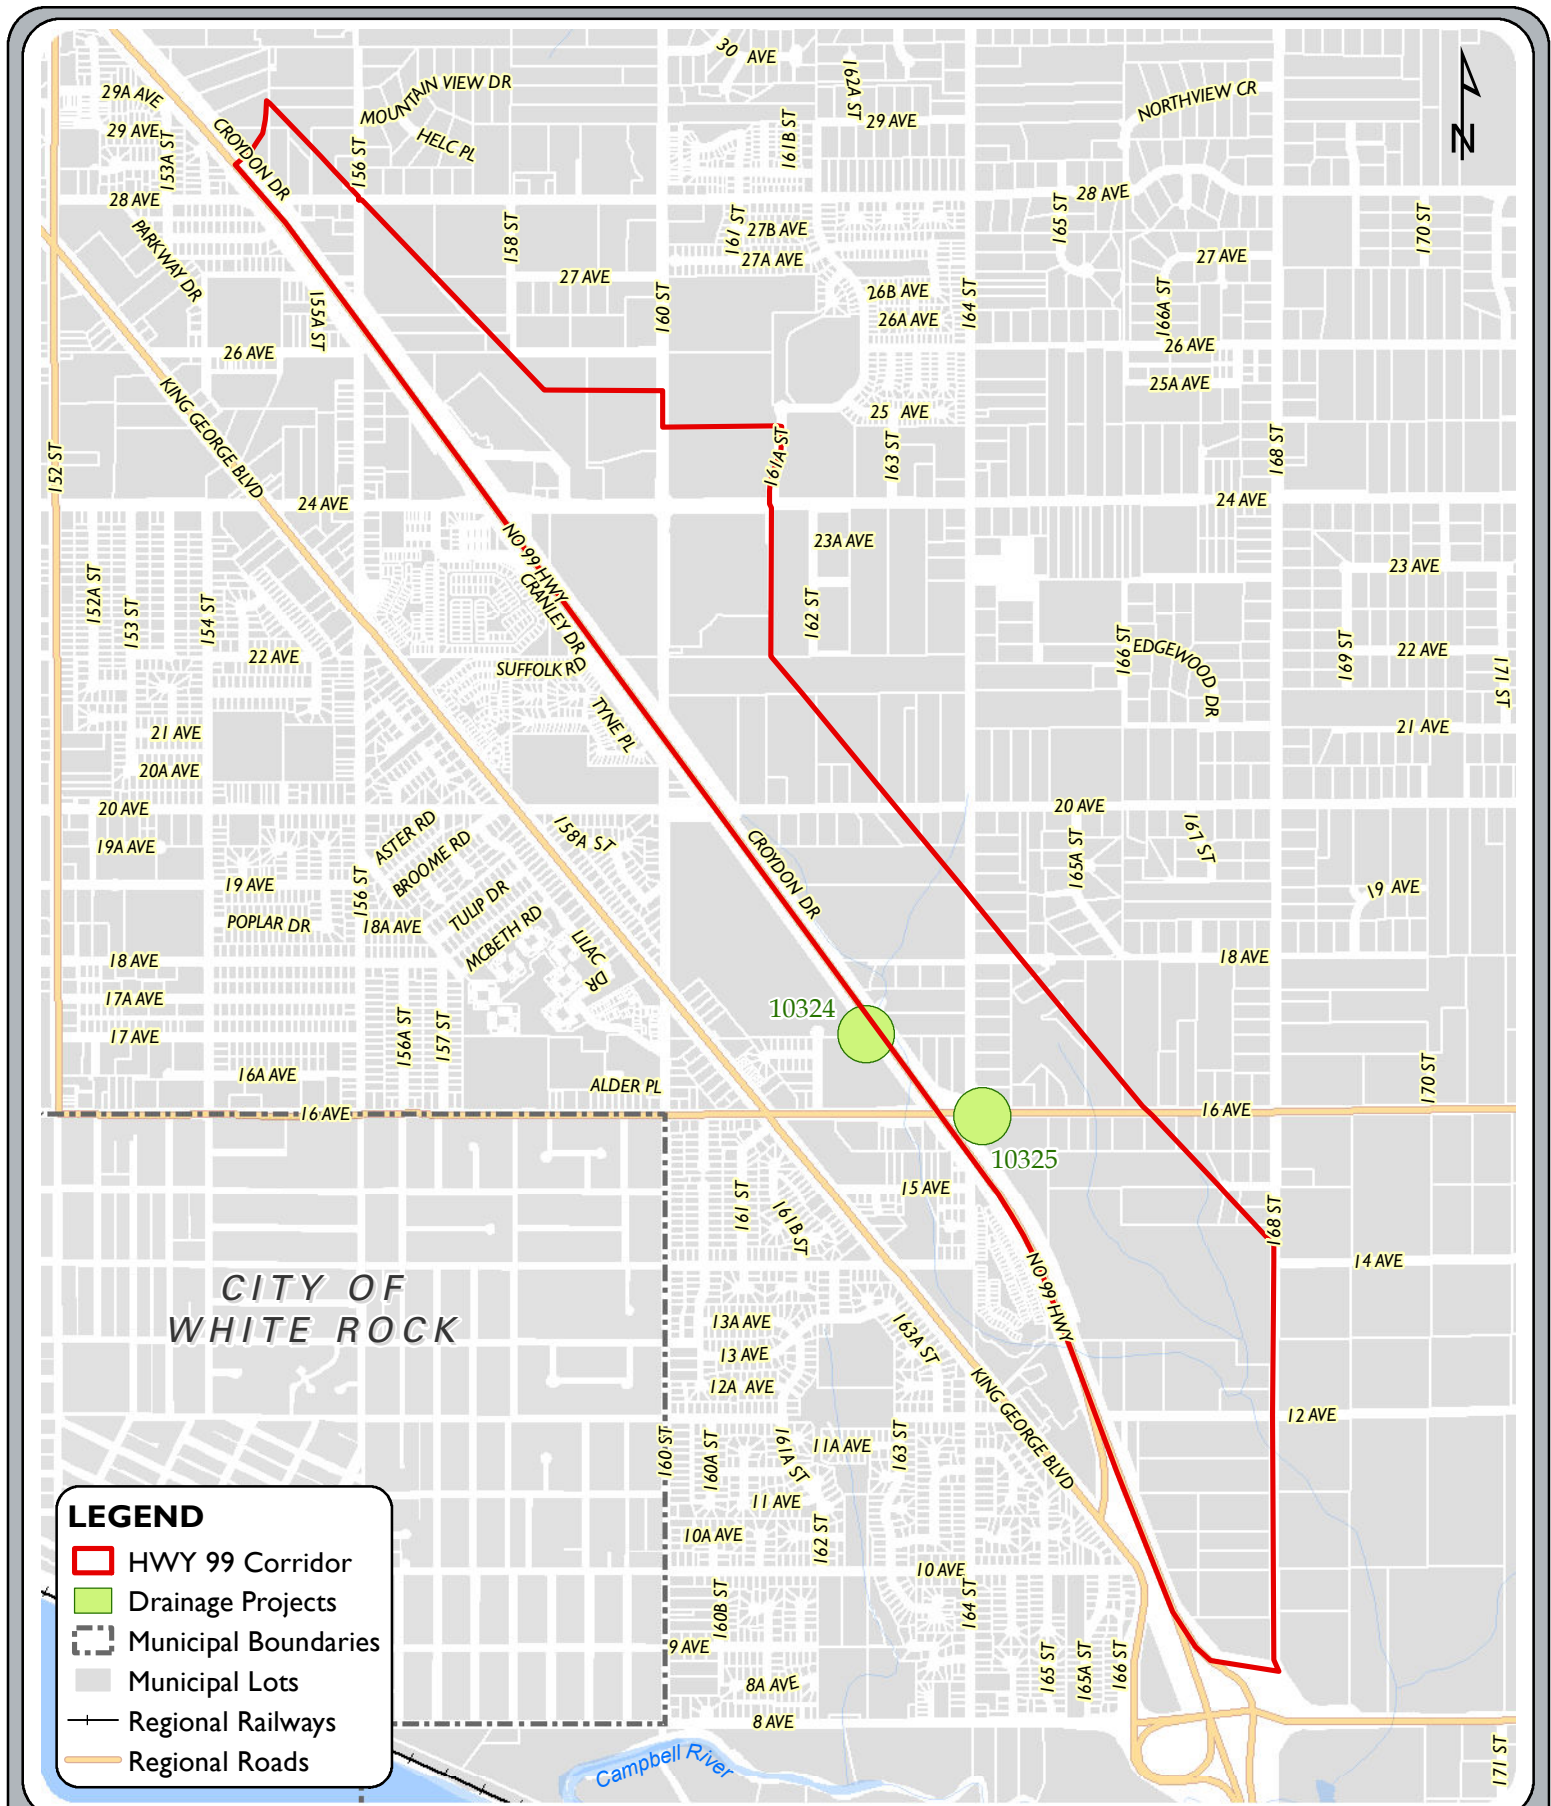 30 AVE
162A ST
MOUNTAIN VIEW DR
29A AVE
NORTHVIEW CR
29 AVE
CROYDON DR
161B ST
29 AVE
N
153A ST
HELC PL
156 ST
28 AVE
28 AVE
165 ST
PARKWAY DR
158 ST
161 ST
27B AVE
170 ST
27A AVE
27 AVE
27 AVE
155A ST
160 ST
26B AVE
164 ST
166A ST
26A AVE
26 AVE
26 AVE
25A AVE
KING GEORGE BLVD
25 AVE
152 ST
161A ST
163 ST
168 ST
24 AVE
24 AVE
NO 99 HWY
23A AVE
23 AVE
152A ST
153 ST
154 ST
CRANLEY DR
162 ST
22 AVE
SUFFOLK RD
166 ST
EDGEWOOD DR
169 ST
22 AVE
171 ST
TYNE PL
21 AVE
21 AVE
20A AVE
20 AVE
20 AVE
19A AVE
ASTER RD
158A ST
CROYDON DR
165A ST
167 ST
BROOME RD
19 AVE
156 ST
19 AVE
POPLAR DR
18A AVE
TULIP DR
MCBETH RD
LILAC DR
18 AVE
18 AVE
17A AVE
10324
17 AVE
156A ST
157 ST
16A AVE
ALDER PL
170 ST
16 AVE
16 AVE
10325
15 AVE
161 ST
161B ST
168 ST
14 AVE
NO 99 HWY
CITY OF
WHITE ROCK
13A AVE
163A ST
13 AVE
12A AVE
KING GEORGE BLVD
12 AVE
160 ST
160A ST
161A ST
11A AVE
163 ST
11 AVE
10A AVE
162 ST
10 AVE
160B ST
164 ST
9 AVE
165 ST
165A ST
166 ST
8A AVE
8 AVE
171 ST
Campbell River
LEGEND
HWY 99 Corridor
Drainage Projects
Municipal Boundaries
Municipal Lots
Regional Railways
Regional Roads